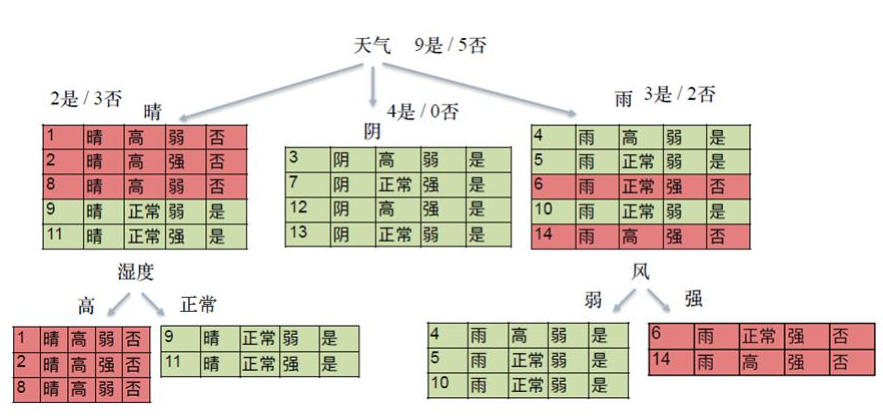 天气 9是 / 5否
2是 / 3否
晴
4是 / 0否
阴
雨 3是 / 2否
1 晴 高 弱 否
2 晴 高 强 否
8 晴 高 弱 否
9 晴 正常 弱 是
11 晴 正常 强 是
3 阴 高 弱 是
7 阴 正常 强 是
12 阴 高 强 是
13 阴 正常 弱 是
4 雨 高 弱 是
5 雨 正常 弱 是
6 雨 正常 强 否
10 雨 正常 弱 是
14 雨 高 强 否
湿度
高 正常
1 晴 高 弱 否
2 晴 高 强 否
8 晴 高 弱 否
9 晴 正常 弱 是
11 晴 正常 强 是
风
弱 强
4 雨 高 弱 是
5 雨 正常 弱 是
10 雨 正常 弱 是
6 雨 正常 强 否
14 雨 高 强 否